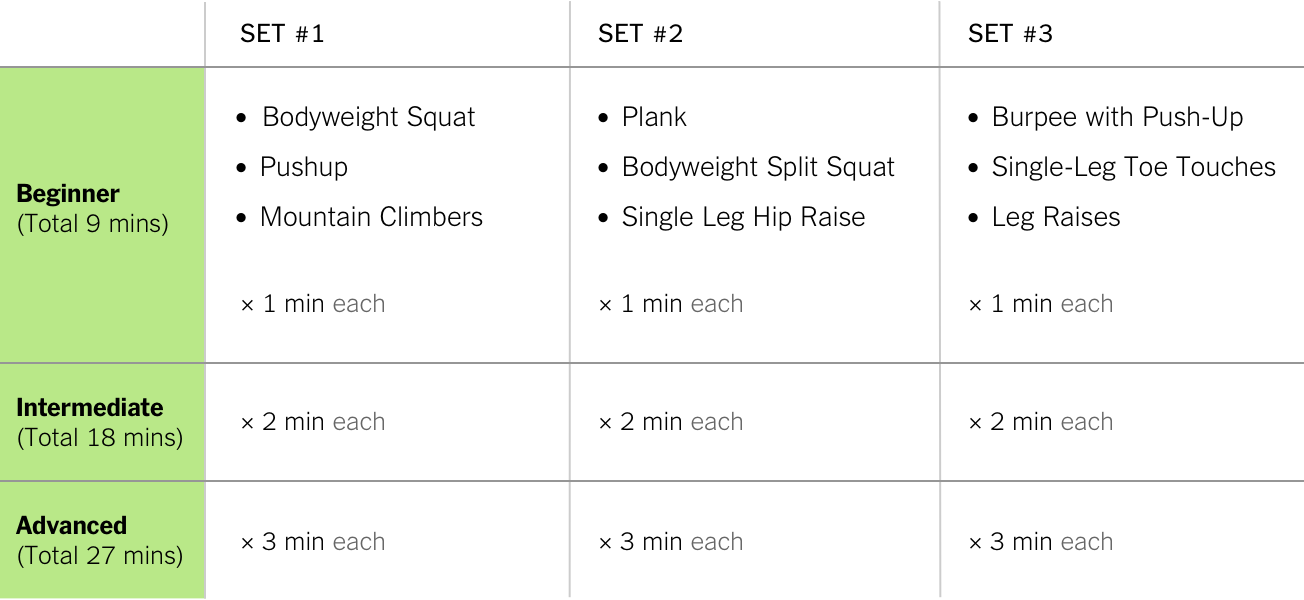 SET #1 SET #2 SET #3
Beginner
(Total 9 mins)
• Bodyweight Squat
• Pushup
• Mountain Climbers
× 1 min each
• Plank
• Bodyweight Split Squat
• Single Leg Hip Raise
× 1 min each
• Burpee with Push-Up
• Single-Leg Toe Touches
• Leg Raises
× 1 min each
Intermediate
(Total 18 mins)
× 2 min each
× 2 min each
× 2 min each
Advanced
(Total 27 mins)
× 3 min each
× 3 min each
× 3 min each